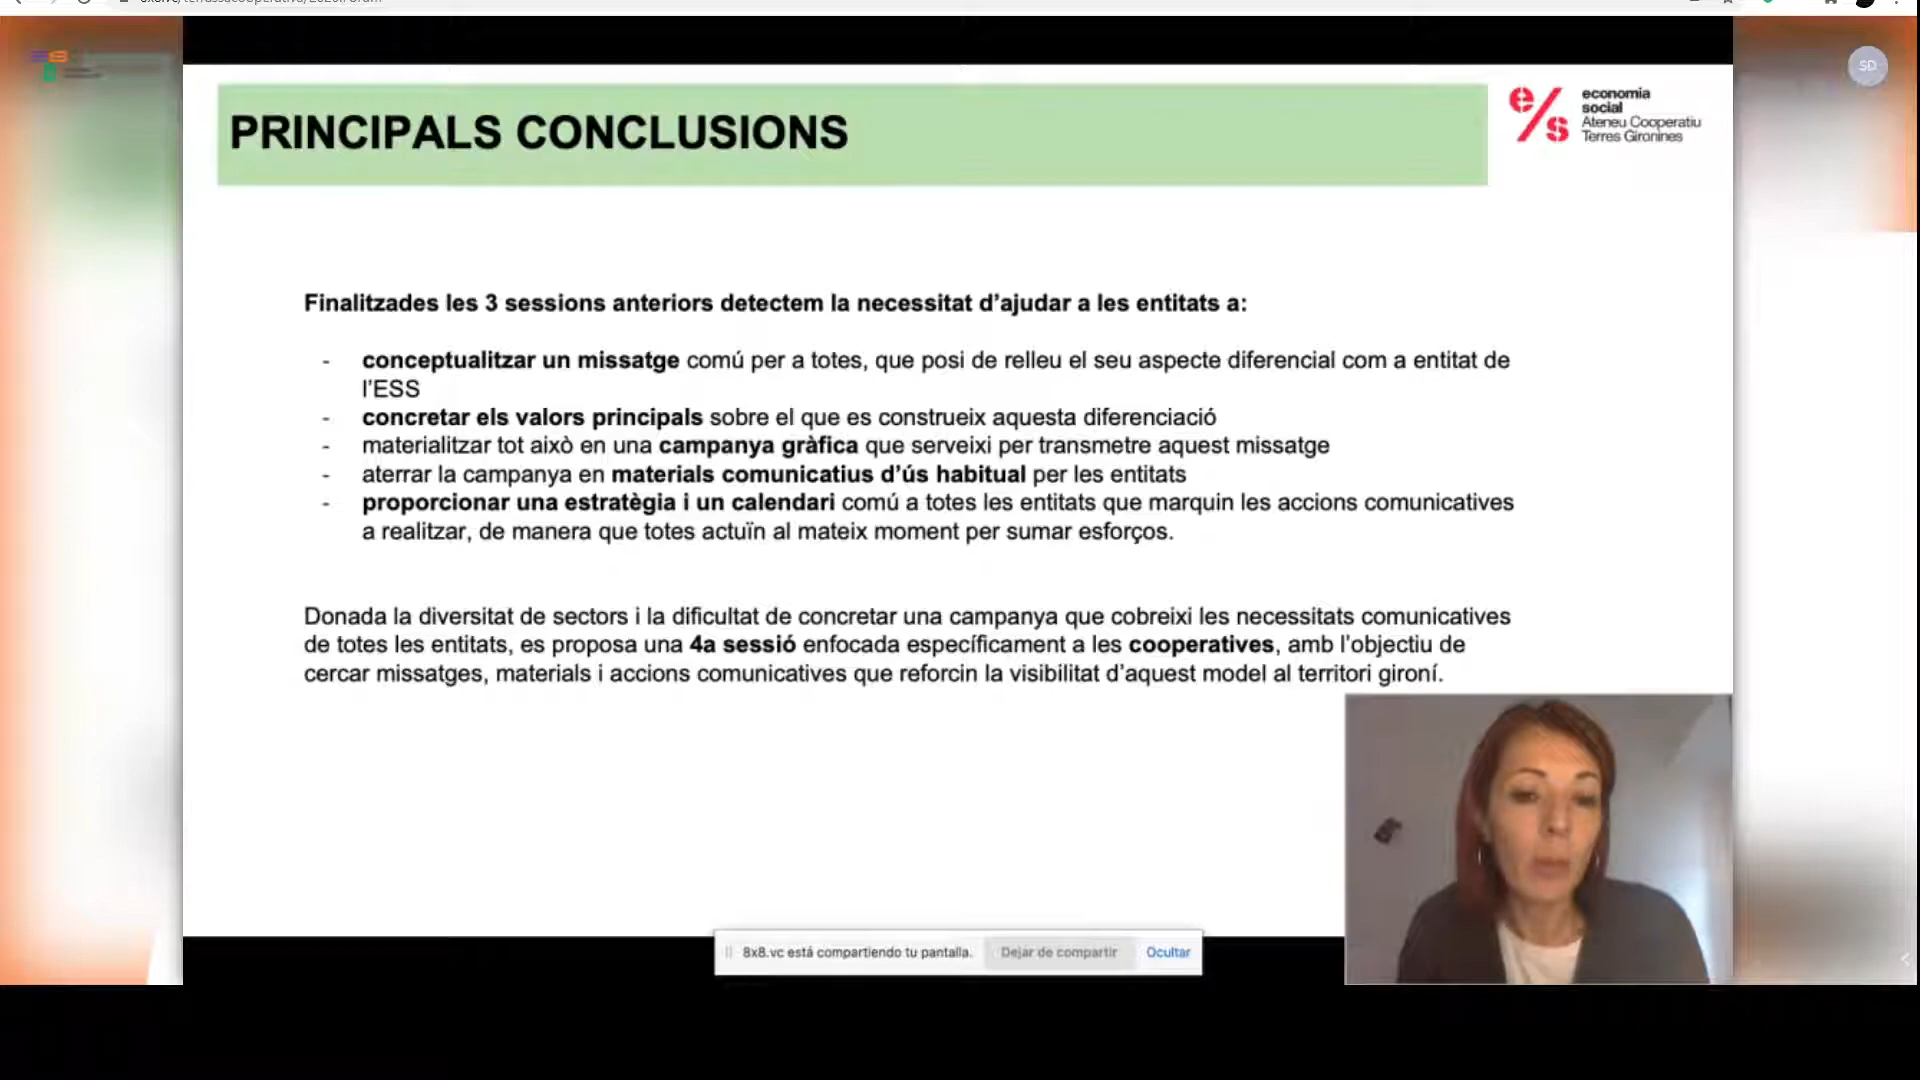 SD
PRINCIPALS CONCLUSIONS
e/s
economia
social
Ateneu Cooperatiu
Terres Gironines
Finalitzades les 3 sessions anteriors detectem la necessitat d’ajudar a les entitats a:
- conceptualitzar un missatge comú per a totes, que posi de relleu el seu aspecte diferencial com a entitat de
l’ESS
- concretar els valors principals sobre el que es construeix aquesta diferenciació
- materialitzar tot això en una campanya gràfica que serveixi per transmetre aquest missatge
- aterrar la campanya en materials comunicatius d’ús habitual per les entitats
- proporcionar una estratègia i un calendari comú a totes les entitats que marquin les accions comunicatives
a realitzar, de manera que totes actuïn al mateix moment per sumar esforços.
Donada la diversitat de sectors i la dificultat de concretar una campanya que cobreixi les necessitats comunicatives
de totes les entitats, es proposa una 4a sessió enfocada específicament a les cooperatives, amb l’objectiu de
cercar missatges, materials i accions comunicatives que reforcin la visibilitat d’aquest model al territori gironí.
8x8.vc está compartiendo tu pantalla. Dejar de compartir Ocultar